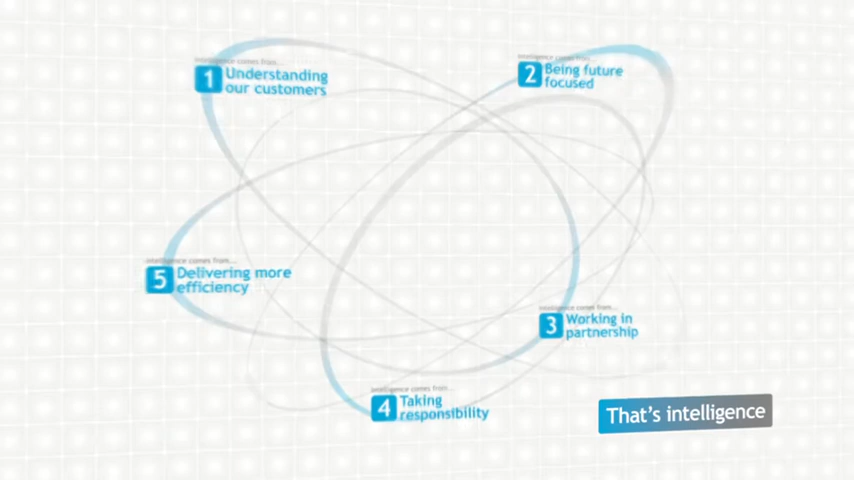 Intelligence comes from...
1 Understanding
our customers
Intelligence comes from...
2 Being future
focused
Intelligence comes from...
3 Working in
partnership
Intelligence comes from...
4 Taking
responsibility
Intelligence comes from...
5 Delivering more
efficiency
That's intelligence